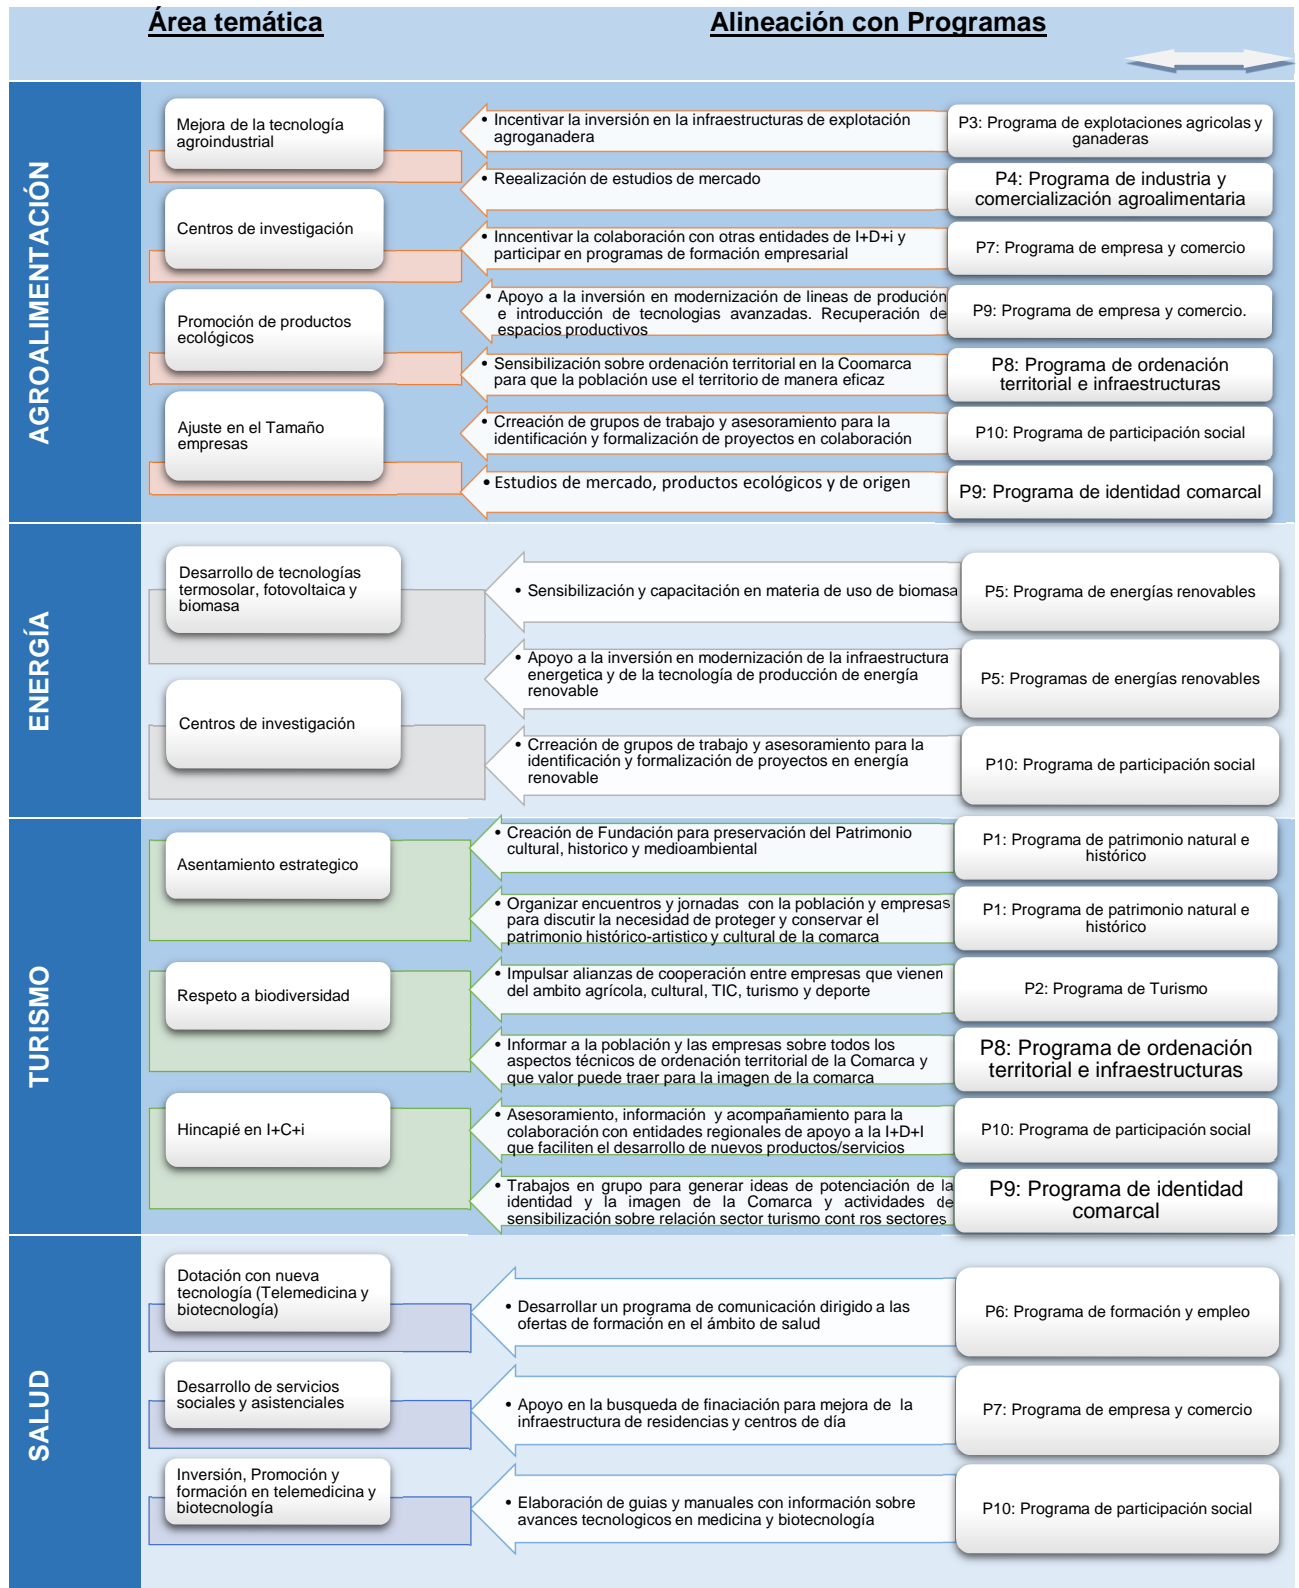 Área temática
Alineación con Programas
AGROALIMENTACIÓN
Mejora de la tecnología
agroindustrial
Centros de investigación
Promoción de productos
ecológicos
Ajuste en el Tamaño
empresas
• Incentivar la inversión en la infraestructuras de explotación
agroganadera
P3: Programa de explotaciones agricolas y
ganaderas
• Reealización de estudios de mercado
P4: Programa de industria y
comercialización agroalimentaria
• Inncentivar la colaboración con otras entidades de I+D+i y
participar en programas de formación empresarial
P7: Programa de empresa y comercio
• Apoyo a la inversión en modernización de lineas de produción
e introducción de tecnologias avanzadas. Recuperación de
espacios productivos
P9: Programa de empresa y comercio.
• Sensibilización sobre ordenación territorial en la Coomarca
para que la población use el territorio de manera eficaz
P8: Programa de ordenación
territorial e infraestructuras
• Crreación de grupos de trabajo y asesoramiento para la
identificación y formalización de proyectos en colaboración
P10: Programa de participación social
• Estudios de mercado, productos ecológicos y de origen
P9: Programa de identidad comarcal
ENERGÍA
Desarrollo de tecnologías
termosolar, fotovoltaica y
biomasa
Centros de investigación
• Sensibilización y capacitación en materia de uso de biomasa
P5: Programa de energías renovables
• Apoyo a la inversión en modernización de la infraestructura
energetica y de la tecnología de producción de energía
renovable
P5: Programas de energías renovables
• Crreación de grupos de trabajo y asesoramiento para la
identificación y formalización de proyectos en energía
renovable
P10: Programa de participación social
TURISMO
Asentamiento estrategico
Respeto a biodiversidad
Hincapié en I+C+i
• Creación de Fundación para preservación del Patrimonio
cultural, historico y medioambiental
P1: Programa de patrimonio natural e
histórico
• Organizar encuentros y jornadas con la población y empresas
para discutir la necesidad de proteger y conservar el
patrimonio histórico-artistico y cultural de la comarca
P1: Programa de patrimonio natural e
histórico
• Impulsar alianzas de cooperación entre empresas que vienen
del ambito agrícola, cultural, TIC, turismo y deporte
P2: Programa de Turismo
• Informar a la población y las empresas sobre todos los
aspectos técnicos de ordenación territorial de la Comarca y
que valor puede traer para la imagen de la comarca
P8: Programa de ordenación
territorial e infraestructuras
• Asesoramiento, información y acompañamiento para la
colaboración con entidades regionales de apoyo a la I+D+I
que faciliten el desarrollo de nuevos productos/servicios
P10: Programa de participación social
• Trabajos en grupo para generar ideas de potenciación de la
identidad y la imagen de la Comarca y actividades de
sensibilización sobre relación sector turismo cont ros sectores
P9: Programa de identidad
comarcal
SALUD
Dotación con nueva
tecnología (Telemedicina y
biotecnología)
Desarrollo de servicios
sociales y asistenciales
Inversión, Promoción y
formación en telemedicina y
biotecnología
• Desarrollar un programa de comunicación dirigido a las
ofertas de formación en el ámbito de salud
P6: Programa de formación y empleo
• Apoyo en la busqueda de finaciación para mejora de la
infraestructura de residencias y centros de día
P7: Programa de empresa y comercio
• Elaboración de guias y manuales con información sobre
avances tecnologicos en medicina y biotecnología
P10: Programa de participación social